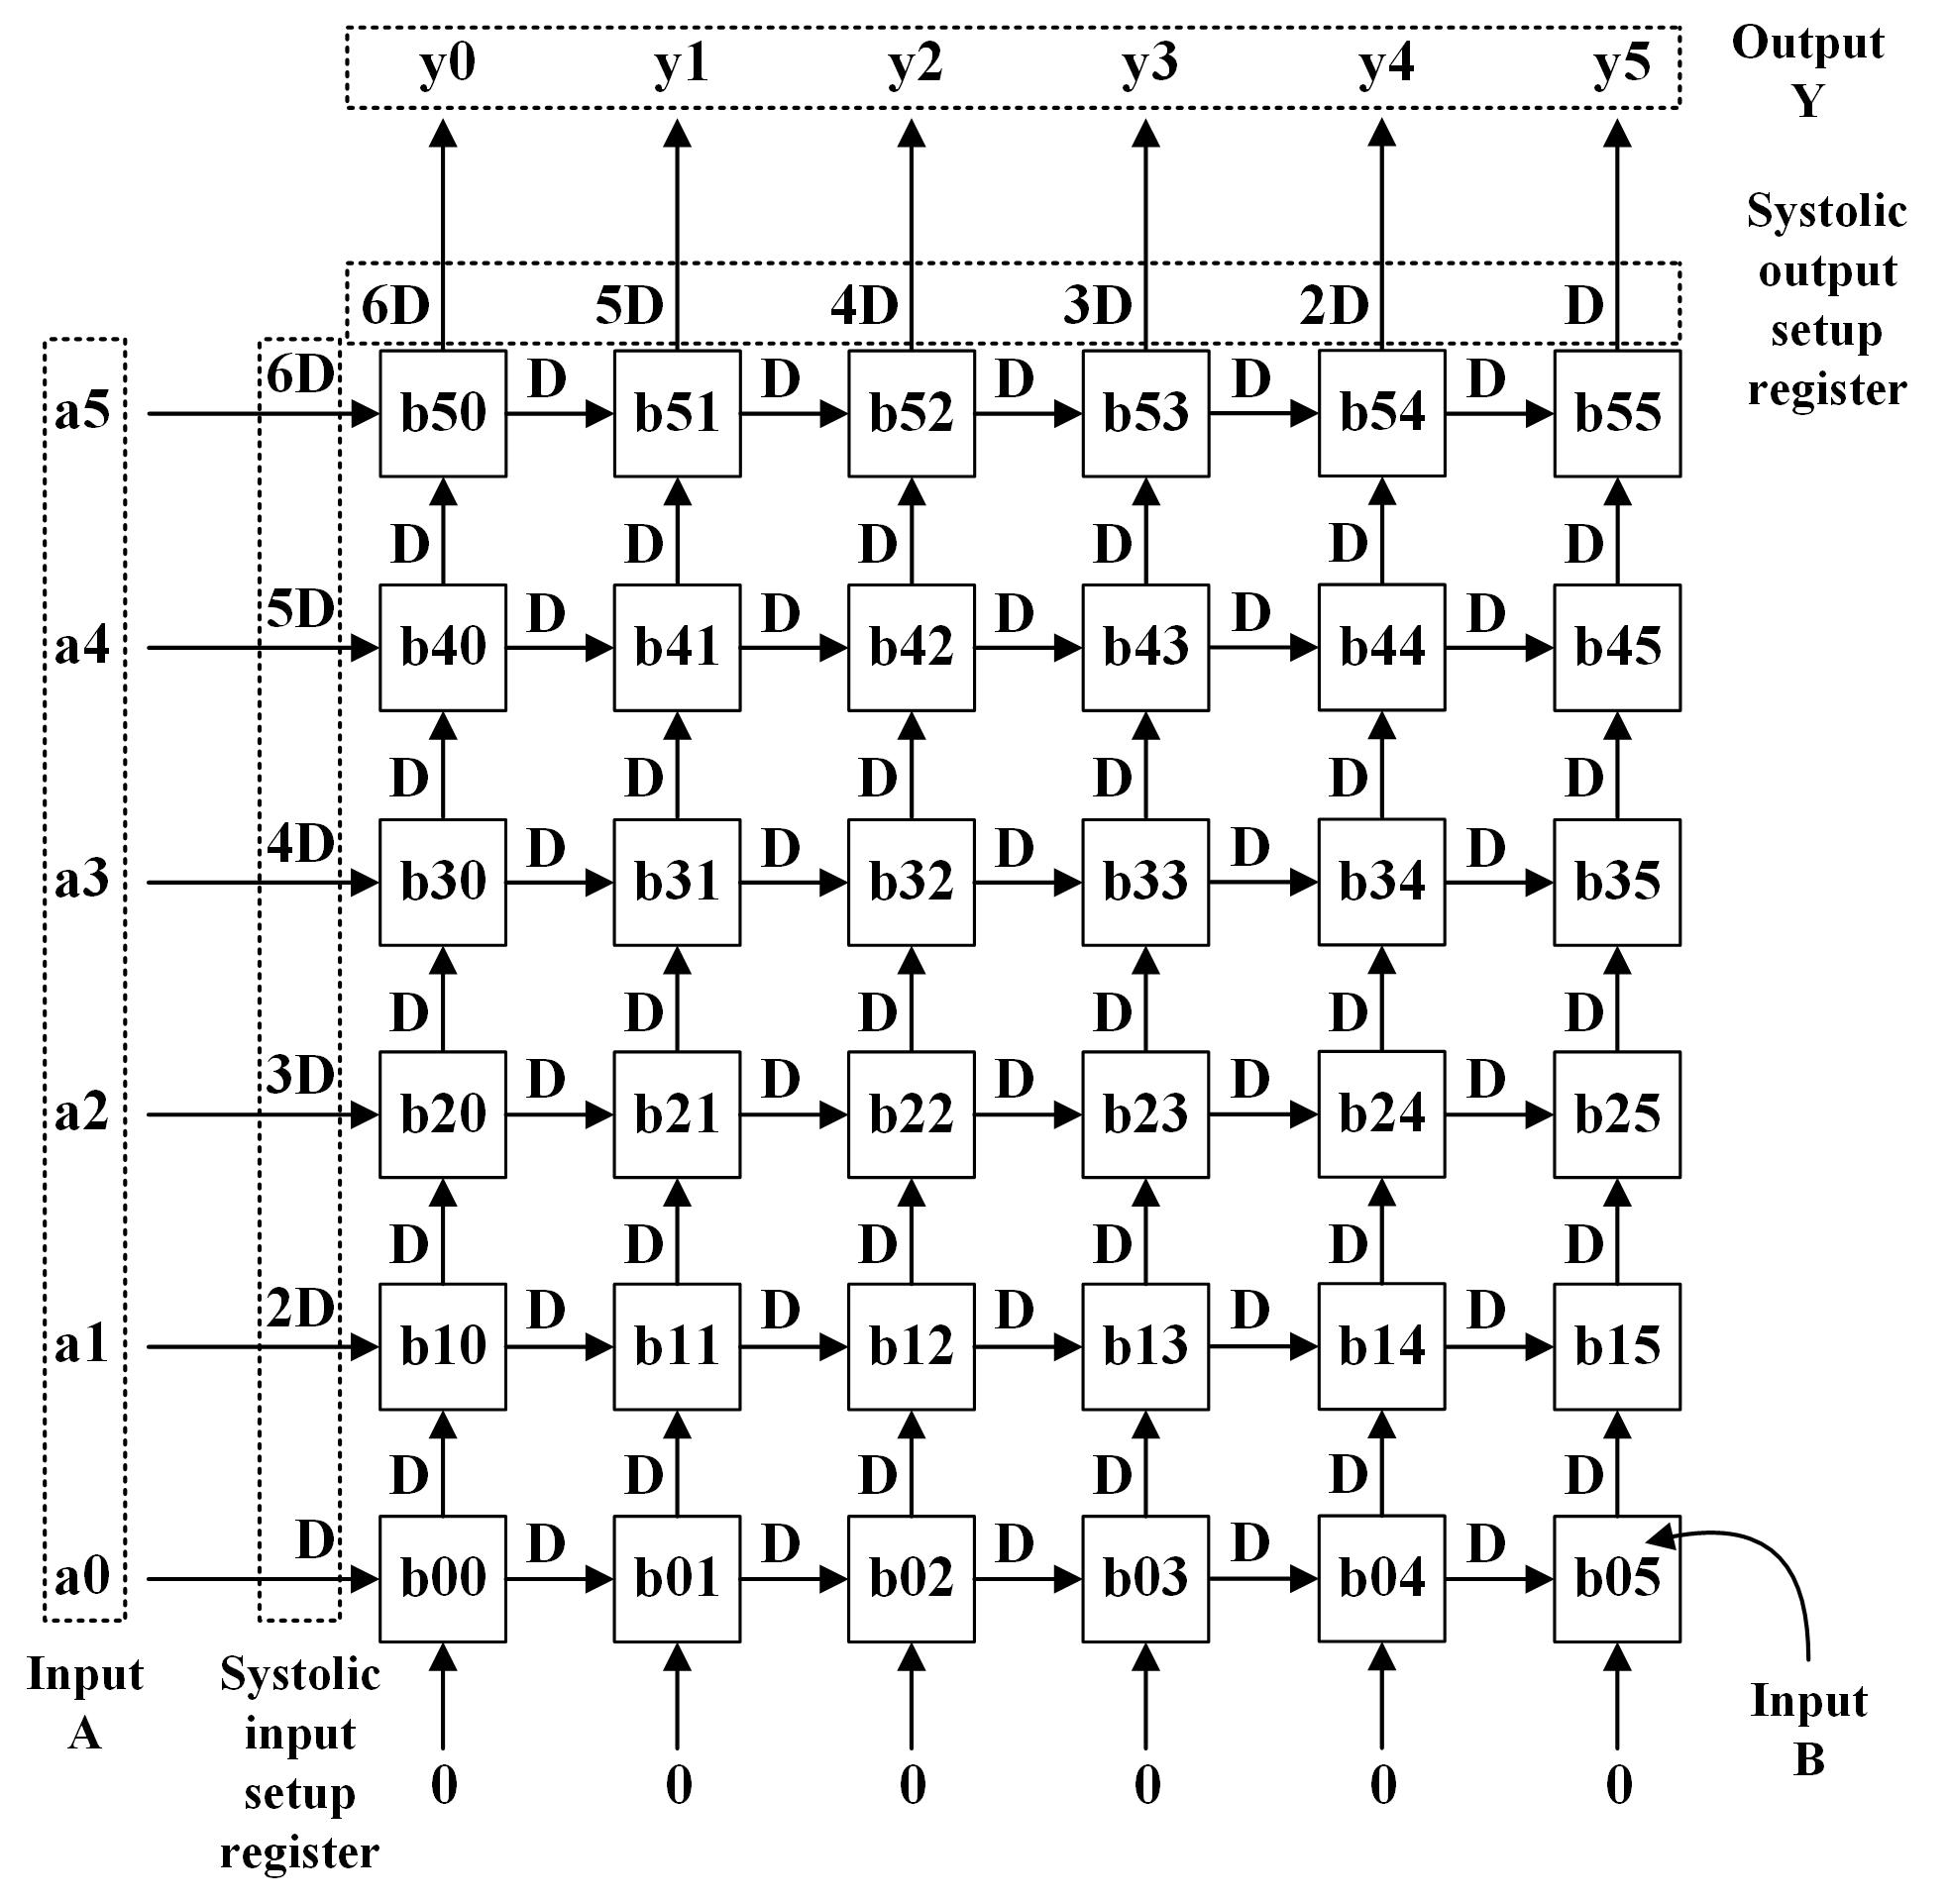 y0 y1 y2 y3 y4 y5
Output
Y
Systolic
output
setup
register
6D 5D 4D 3D 2D D
a5 6D b50 D b51 D b52 D b53 D b54 D b55
D D D D D D
a4 5D b40 D b41 D b42 D b43 D b44 D b45
D D D D D D
a3 4D b30 D b31 D b32 D b33 D b34 D b35
D D D D D D
a2 3D b20 D b21 D b22 D b23 D b24 D b25
D D D D D D
a1 2D b10 D b11 D b12 D b13 D b14 D b15
D D D D D D
a0 D b00 D b01 D b02 D b03 D b04 D b05
0 0 0 0 0 0
Input
A
Systolic
input
setup
register
Input
B